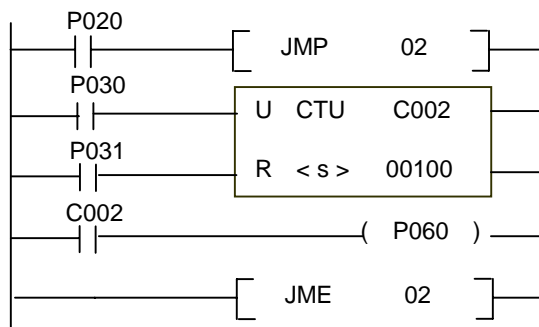 P020
JMP 02
P030
U CTU C002
P031
R < s > 00100
C002
( P060 )
JME 02